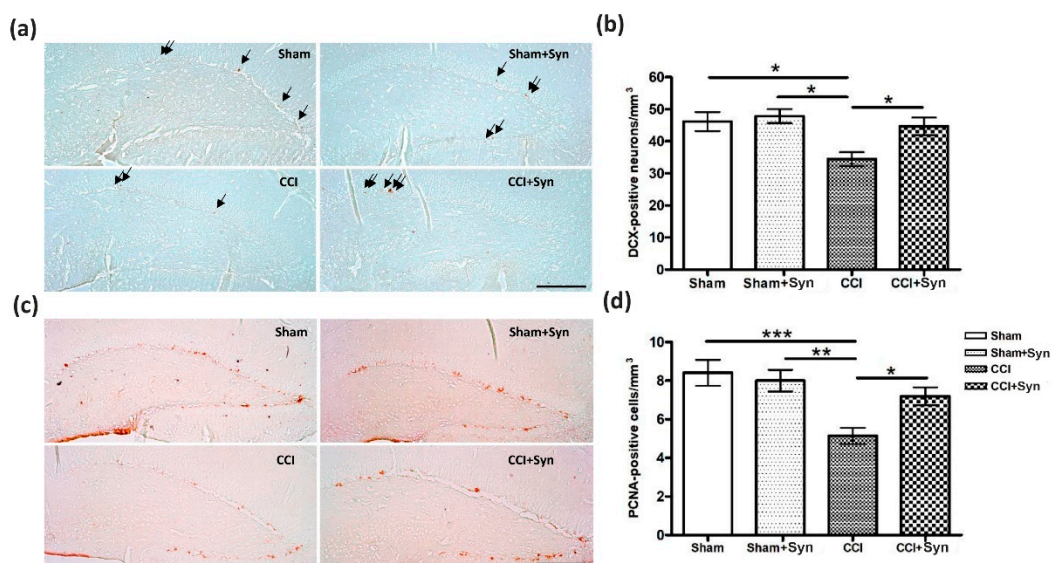 (a)
Sham
Sham+Syn
CCI
CCI+Syn
(b)
* 
* *
DCX-positive neurons/mm³
60
50
40
30
20
10
0
Sham Sham+Syn CCI CCI+Syn
(c)
Sham
Sham+Syn
CCI
CCI+Syn
(d)
***
** *
PCNA-positive cells/mm³
10
8
6
4
2
0
Sham Sham+Syn CCI CCI+Syn
Sham
Sham+Syn
CCI
CCI+Syn